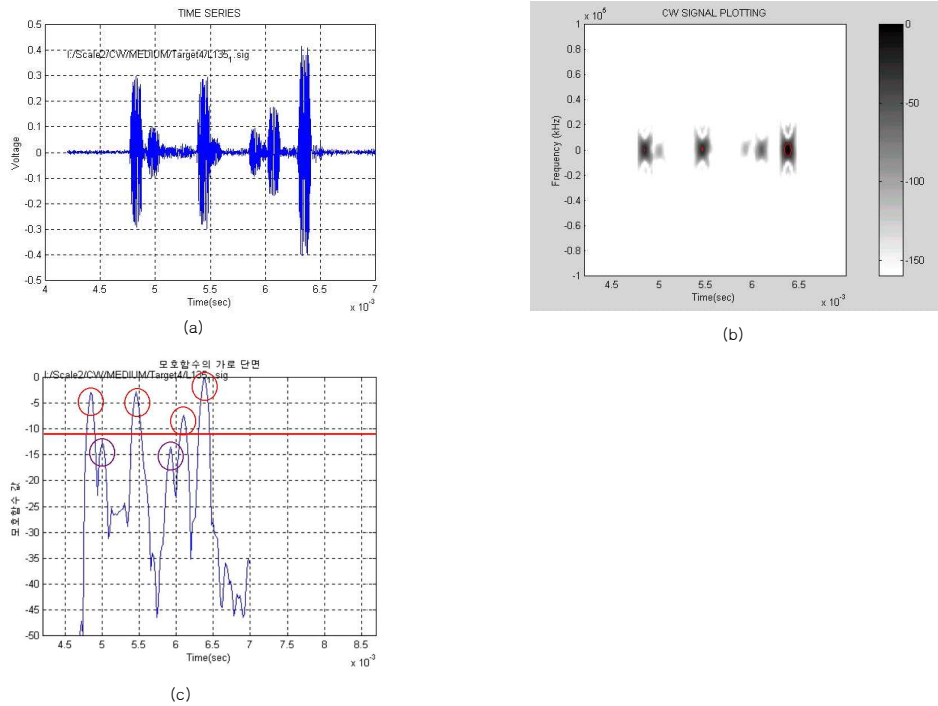 TIME SERIES
I:/Scale2/CW/MEDIUM/Target4/L135₁.sig
Voltage
0.5
0.4
0.3
0.2
0.1
0
-0.1
-0.2
-0.3
-0.4
-0.5
4 4.5 5 5.5 6 6.5 7
Time(sec)
x 10⁻³
(a)
CW SIGNAL PLOTTING
x 10⁵
Frequency (kHz)
1
0.8
0.6
0.4
0.2
0
-0.2
-0.4
-0.6
-0.8
-1
4.5 5 5.5 6 6.5
Time(sec)
x 10⁻³
0
-50
-100
-150
(b)
모호함수의 가로 단면
I:/Scale2/CW/MEDIUM/Target4/L135₁.sig
모호함수 값
0
-5
-10
-15
-20
-25
-30
-35
-40
-45
-50
4.5 5 5.5 6 6.5 7 7.5 8 8.5
Time(sec)
x 10⁻³
(c)